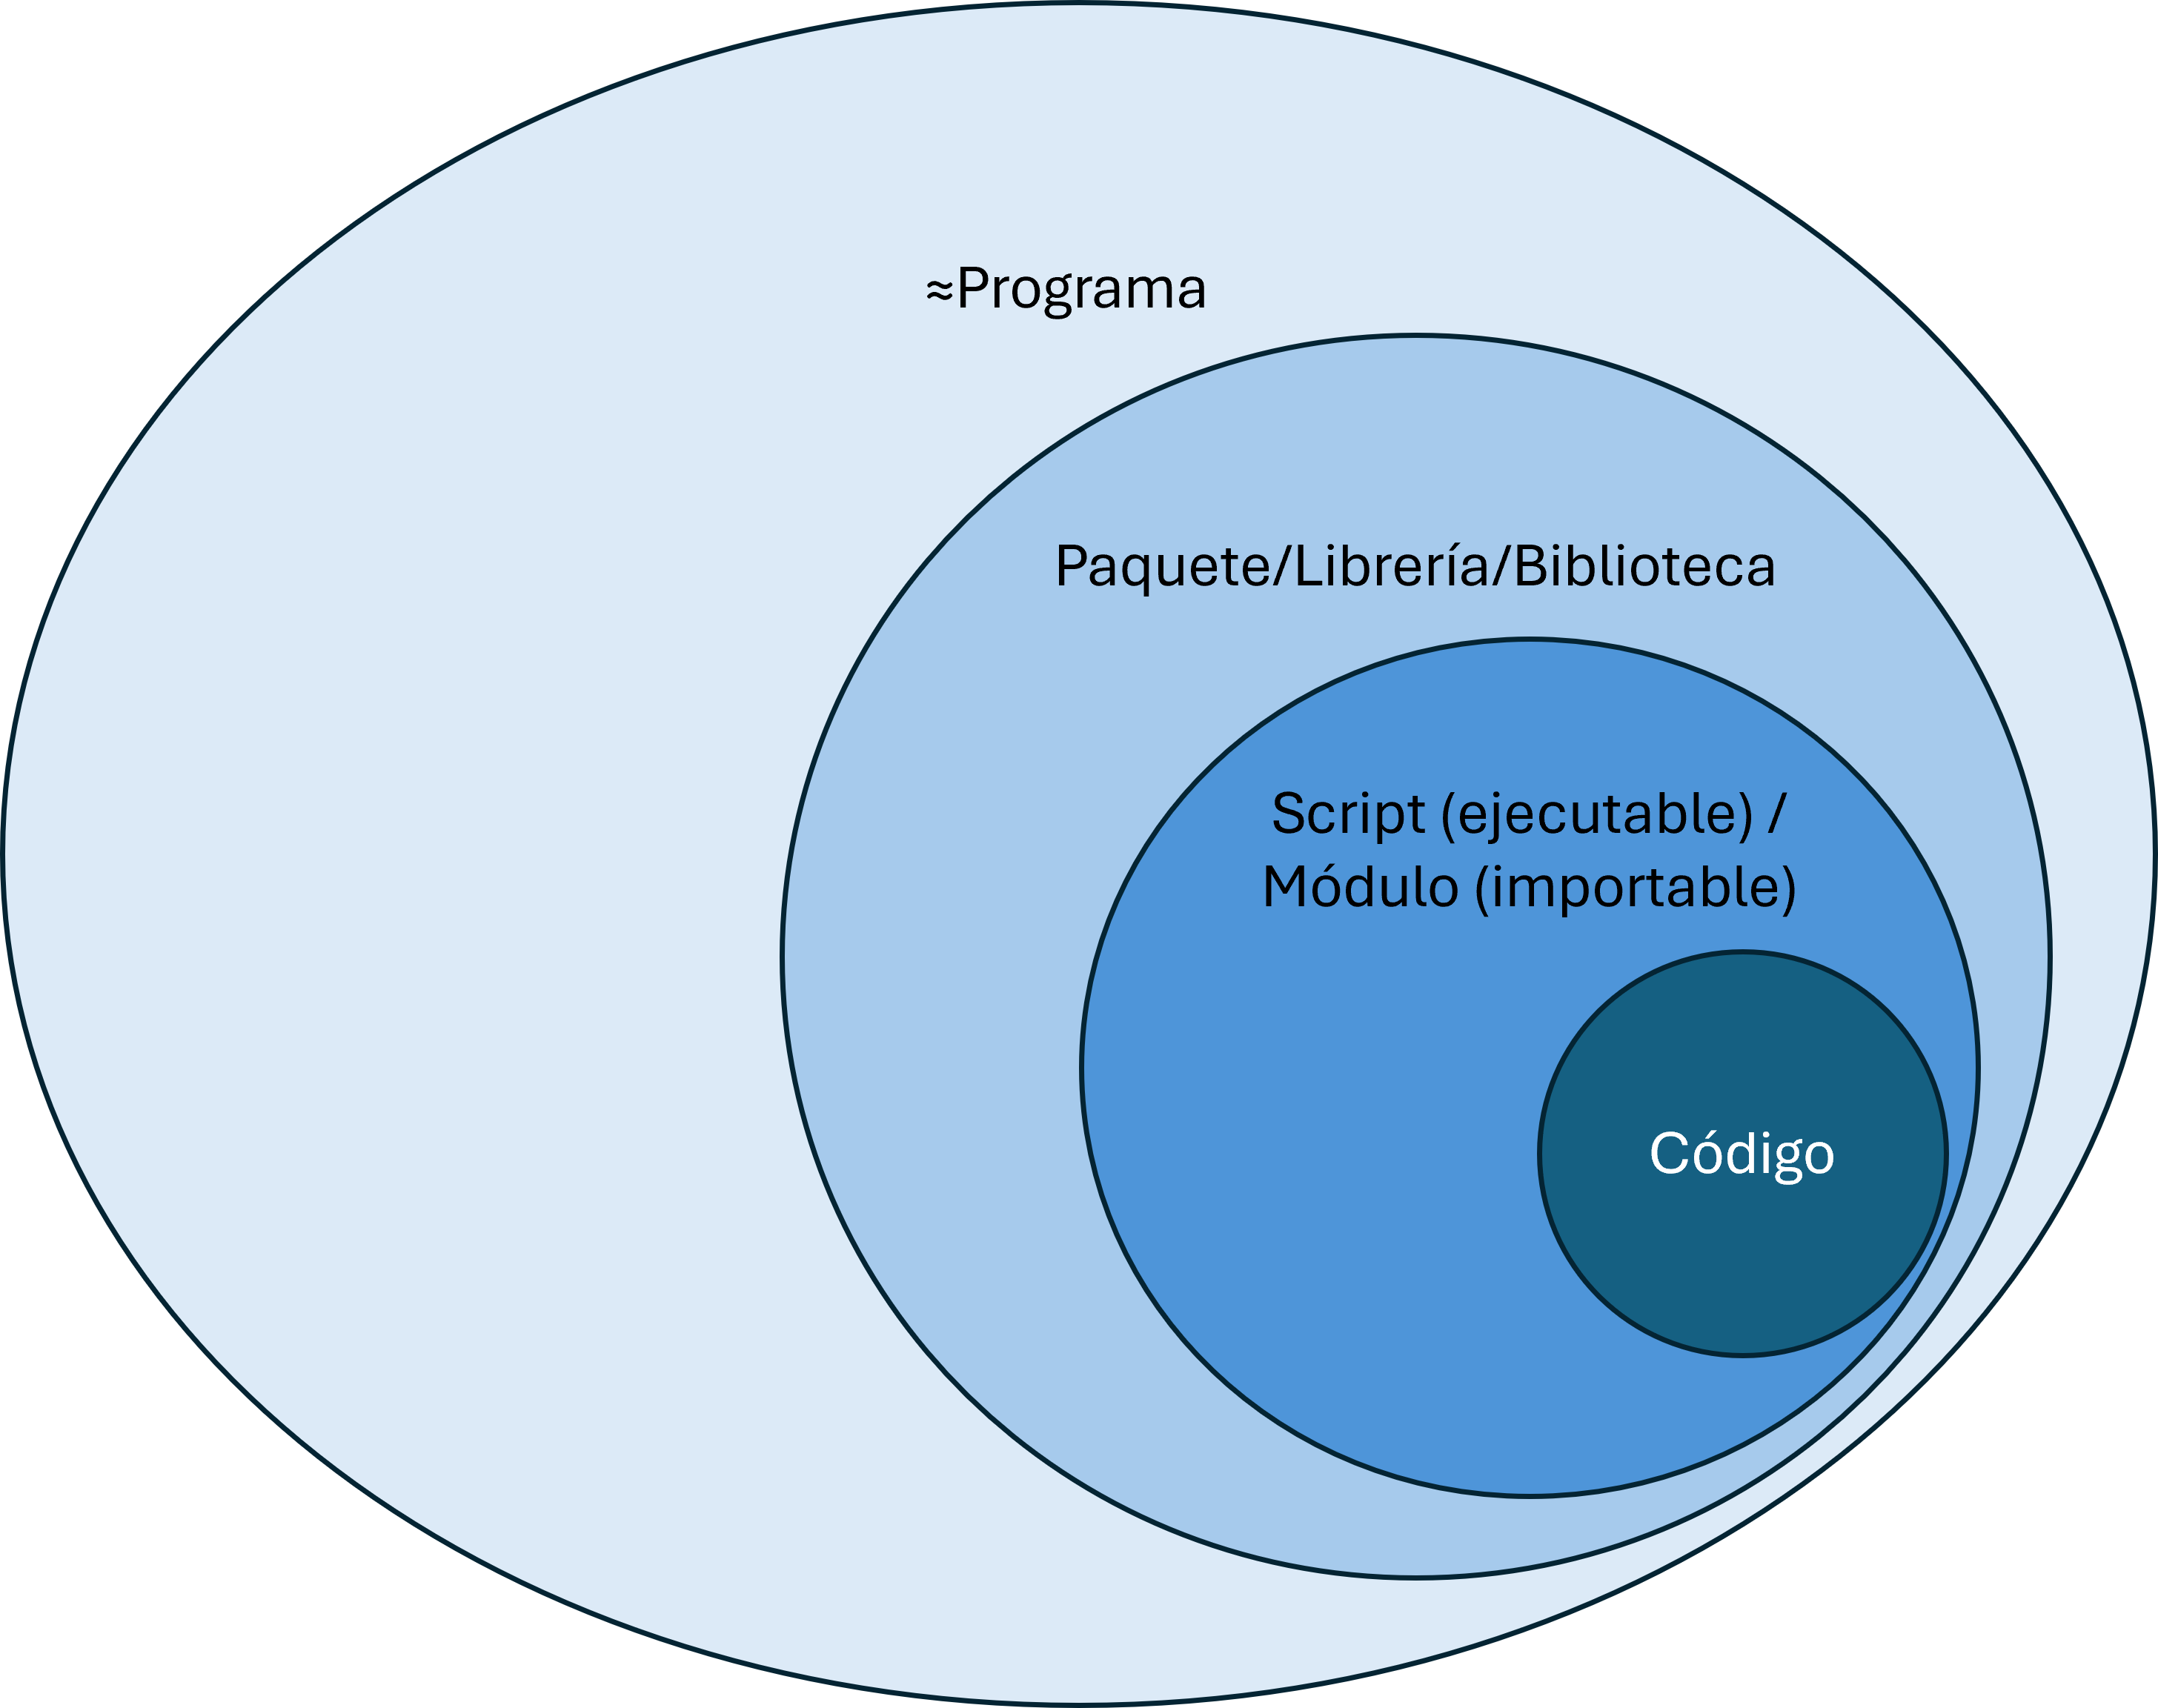 ≈Programa
Paquete/Librería/Biblioteca
Script (ejecutable) /
Módulo (importable)
Código